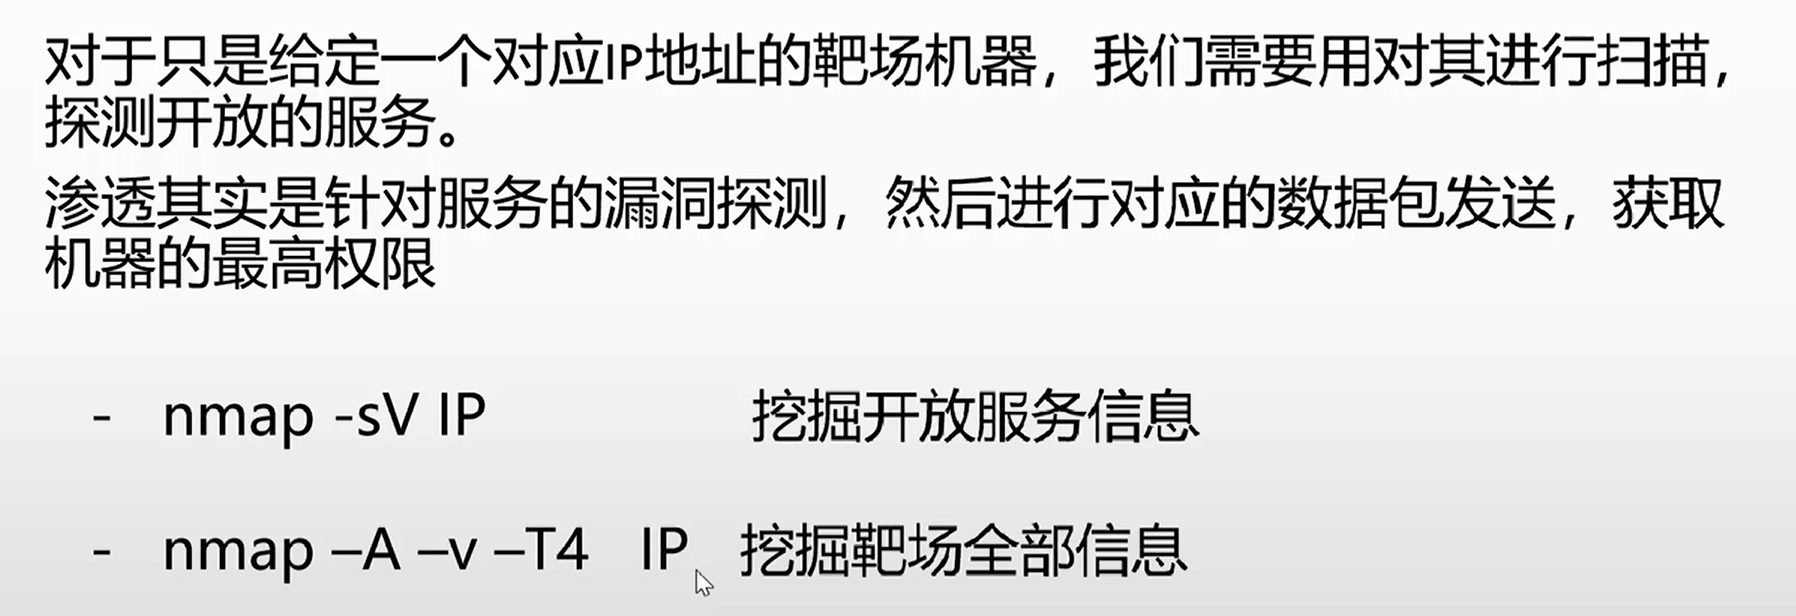 对于只是给定一个对应IP地址的靶场机器，我们需要用对其进行扫描，
探测开放的服务。
渗透其实是针对服务的漏洞探测，然后进行对应的数据包发送，获取
机器的最高权限
- nmap -sV IP 挖掘开放服务信息
- nmap –A –v –T4 IP 挖掘靶场全部信息